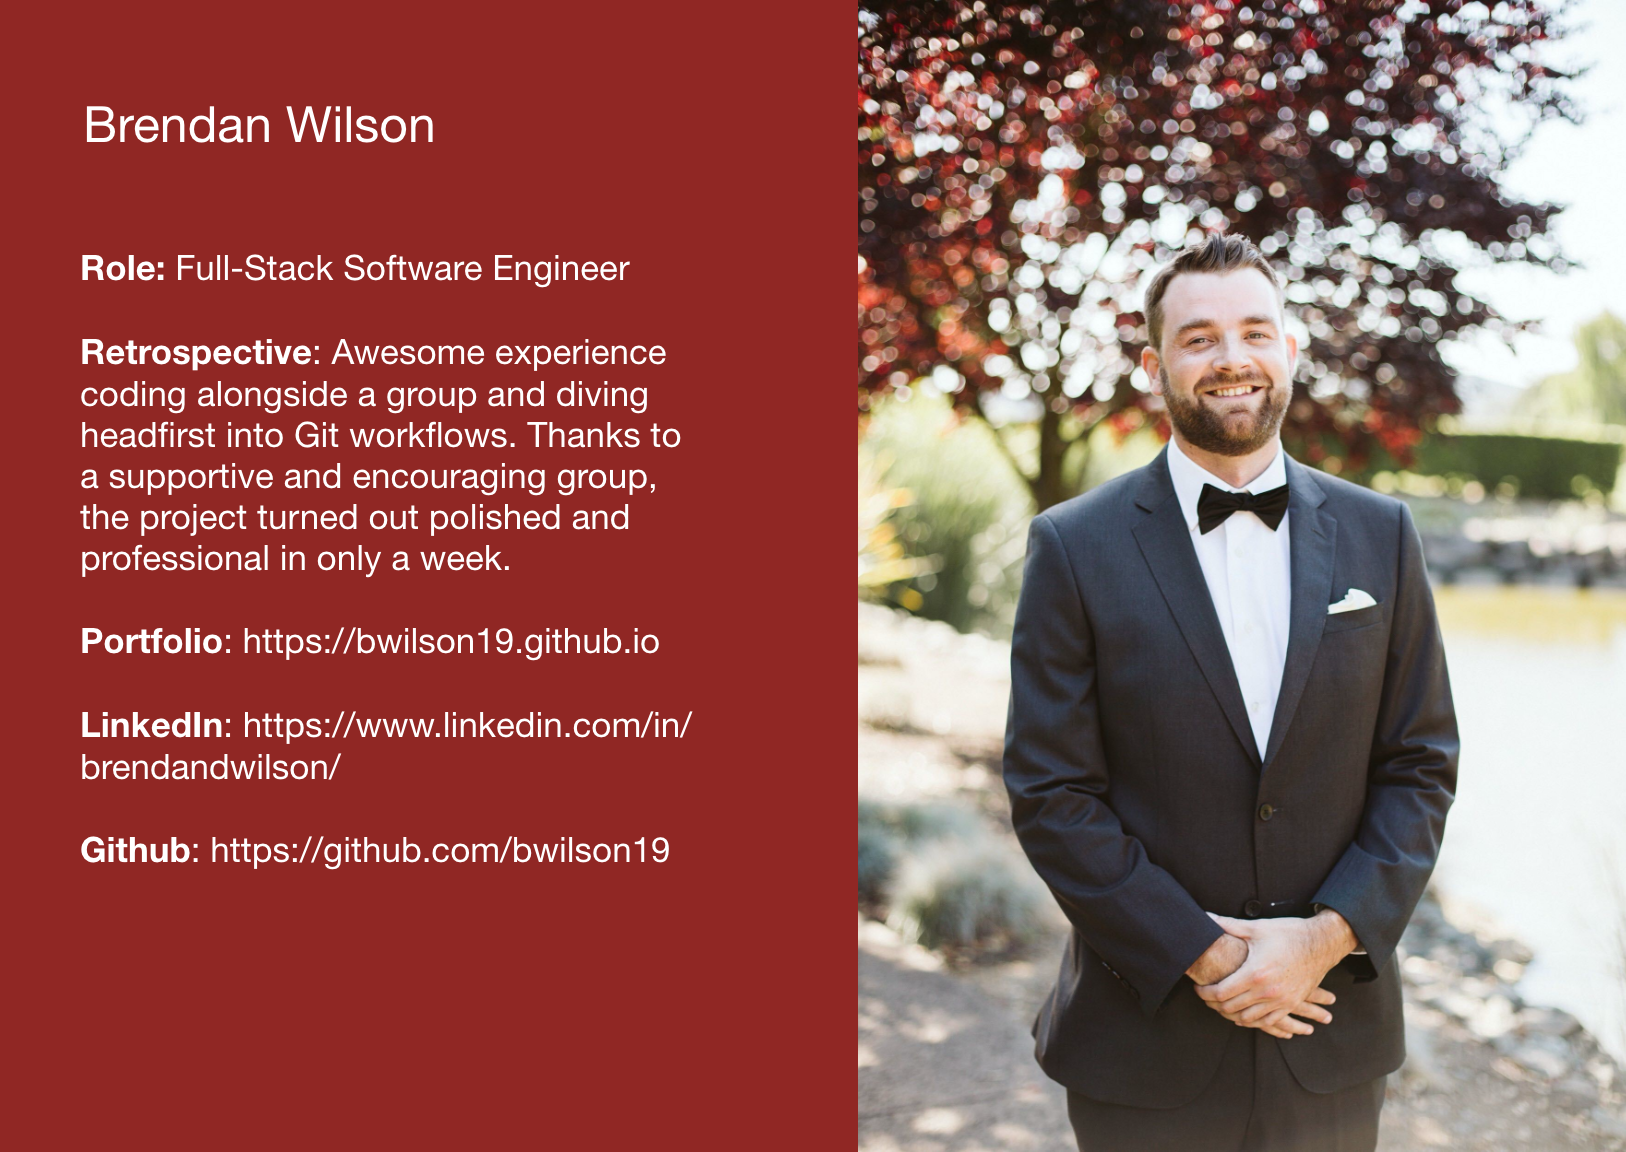 Brendan Wilson
Role: Full-Stack Software Engineer
Retrospective: Awesome experience
coding alongside a group and diving
headfirst into Git workflows. Thanks to
a supportive and encouraging group,
the project turned out polished and
professional in only a week.
Portfolio: https://bwilson19.github.io
LinkedIn: https://www.linkedin.com/in/
brendandwilson/
Github: https://github.com/bwilson19